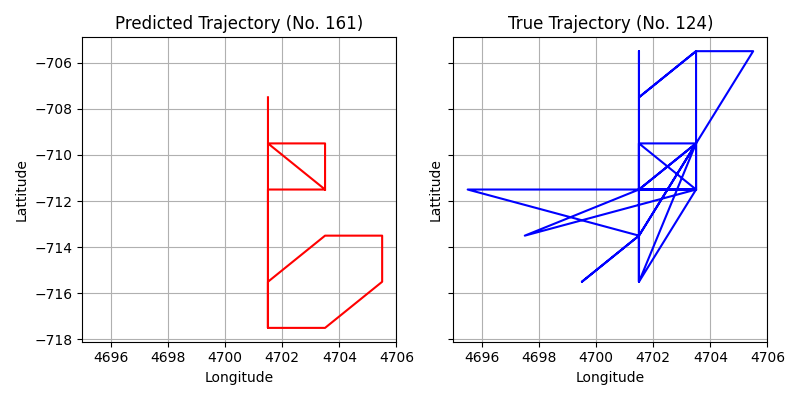 Predicted Trajectory (No. 161)
True Trajectory (No. 124)
−706
−708
−710
−712
−714
−716
−718
Lattitude
Lattitude
4696 4698 4700 4702 4704 4706
4696 4698 4700 4702 4704 4706
Longitude
Longitude